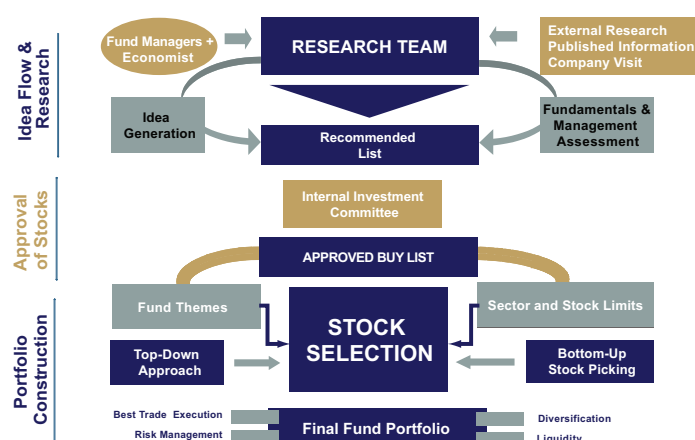 Idea Flow &
Research
Fund Managers +
Economist
RESEARCH TEAM
External Research
Published Information
Company Visit
Idea
Generation
Recommended
List
Fundamentals &
Management
Assessment
Approval
of Stocks
Internal Investment
Committee
APPROVED BUY LIST
Portfolio
Construction
Fund Themes
STOCK
SELECTION
Sector and Stock Limits
Top-Down
Approach
Bottom-Up
Stock Picking
Best Trade Execution
Risk Management
Final Fund Portfolio
Diversification
Liquidity